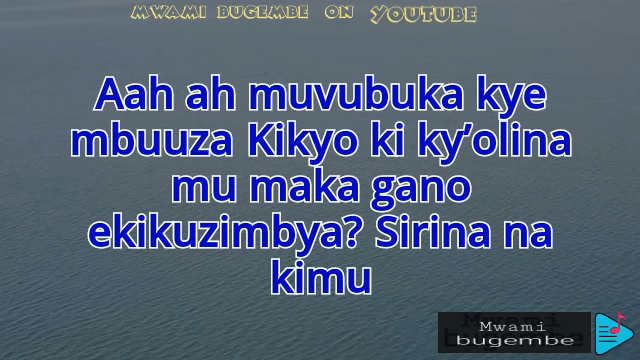 MWAMI BUGEMBE ON YOUTUBE
Aah ah muvubuka kye
mbuuza Kikyo ki ky’olina
mu maka gano
ekikuzimbya? Sirina na
kimu
Mwami
bugembe